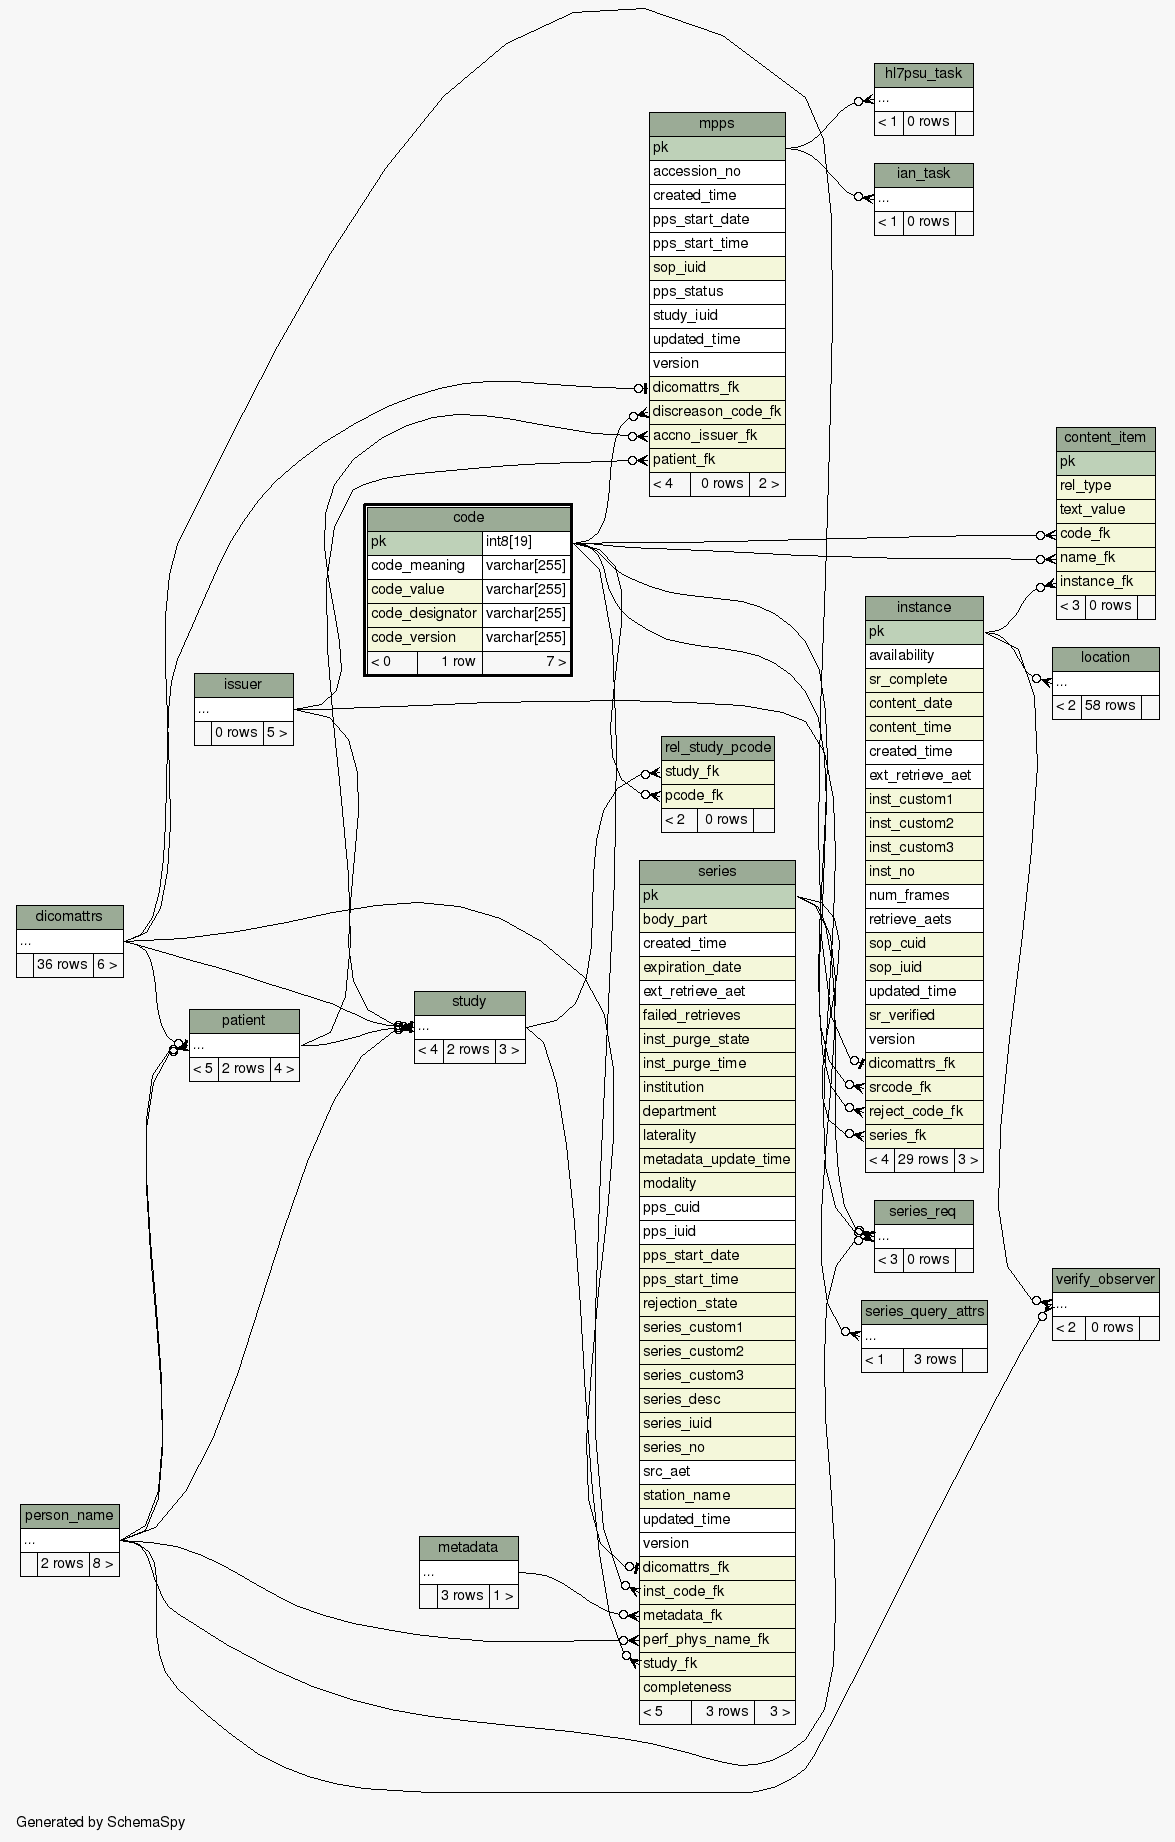 hl7psu_task
...
< 1 0 rows
mpps
pk
accession_no
created_time
pps_start_date
pps_start_time
sop_iuid
pps_status
study_iuid
updated_time
version
dicomattrs_fk
discreason_code_fk
accno_issuer_fk
patient_fk
< 4 0 rows 2 >
ian_task
...
< 1 0 rows
content_item
pk
rel_type
text_value
code_fk
name_fk
instance_fk
< 3 0 rows
code
pk int8[19]
code_meaning varchar[255]
code_value varchar[255]
code_designator varchar[255]
code_version varchar[255]
< 0 1 row 7 >
instance
pk
availability
sr_complete
content_date
content_time
created_time
ext_retrieve_aet
inst_custom1
inst_custom2
inst_custom3
inst_no
num_frames
retrieve_aets
sop_cuid
sop_iuid
updated_time
sr_verified
version
dicomattrs_fk
srcode_fk
reject_code_fk
series_fk
< 4 29 rows 3 >
location
...
< 2 58 rows
issuer
...
0 rows 5 >
rel_study_pcode
study_fk
pcode_fk
< 2 0 rows
series
pk
body_part
created_time
expiration_date
ext_retrieve_aet
failed_retrieves
inst_purge_state
inst_purge_time
institution
department
laterality
metadata_update_time
modality
pps_cuid
pps_iuid
pps_start_date
pps_start_time
rejection_state
series_custom1
series_custom2
series_custom3
series_desc
series_iuid
series_no
src_aet
station_name
updated_time
version
dicomattrs_fk
inst_code_fk
metadata_fk
perf_phys_name_fk
study_fk
completeness
< 5 3 rows 3 >
dicomattrs
...
36 rows 6 >
study
...
< 4 2 rows 3 >
patient
...
< 5 2 rows 4 >
series_req
...
< 3 0 rows
verify_observer
...
< 2 0 rows
series_query_attrs
...
< 1 3 rows
person_name
...
2 rows 8 >
metadata
...
3 rows 1 >
Generated by SchemaSpy